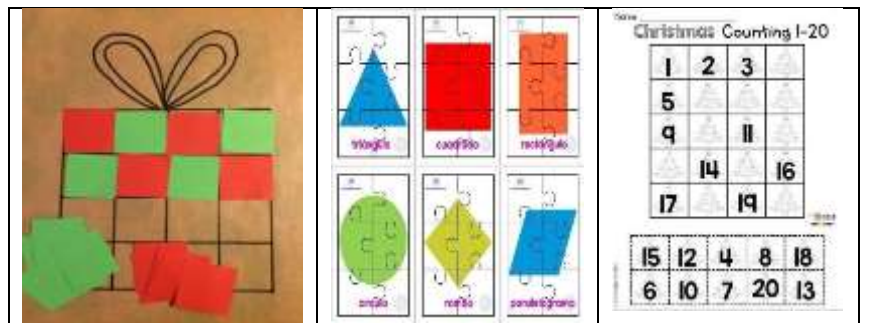 triángulo cuadrado rectángulo
círculo rombo paralelogramo
Name
Christmas Counting 1-20
1 2 3
5
9 11
14 16
17 19
15 12 4 8 18
6 10 7 20 13